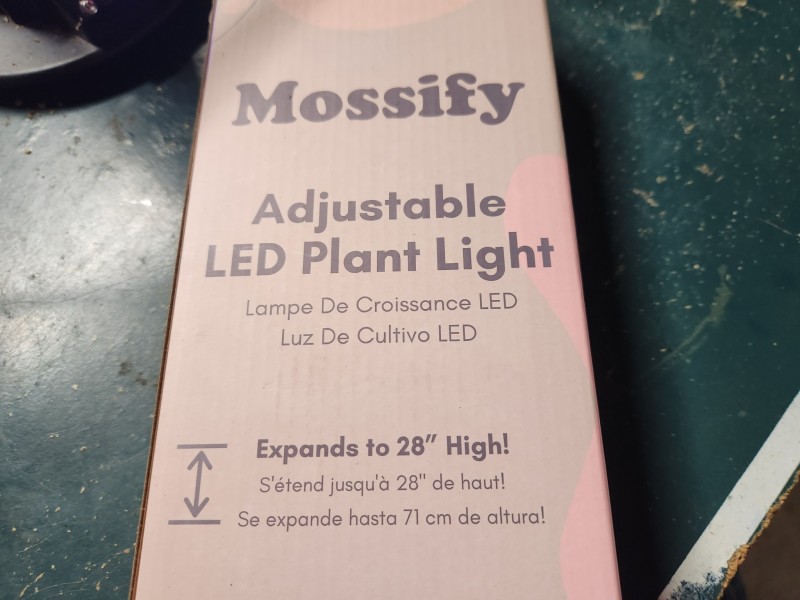 Mossify
Adjustable
LED Plant Light
Lampe De Croissance LED
Luz De Cultivo LED
Expands to 28” High!
S'étend jusqu'à 28" de haut!
Se expande hasta 71 cm de altura!